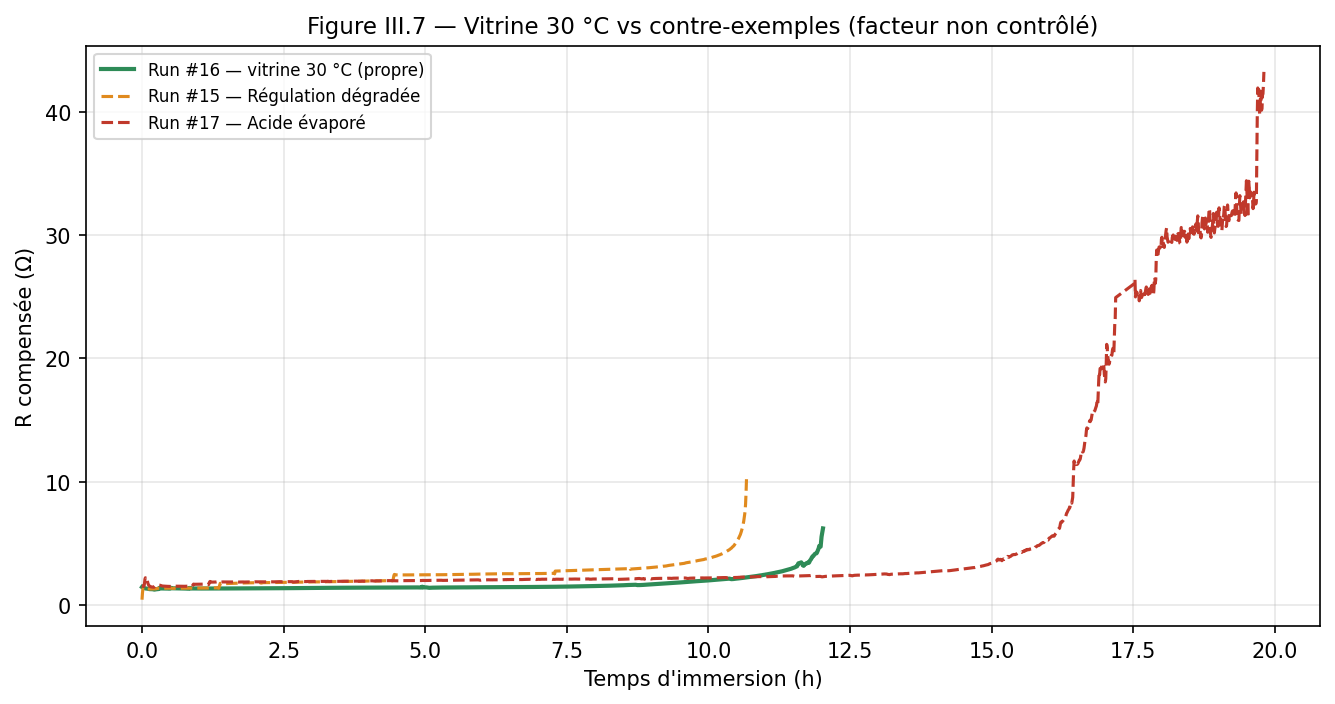 Figure III.7 — Vitrine 30 °C vs contre-exemples (facteur non contrôlé)
Run #16 — vitrine 30 °C (propre)
Run #15 — Régulation dégradée
Run #17 — Acide évaporé
R compensée (Ω)
40
30
20
10
0
0.0 2.5 5.0 7.5 10.0 12.5 15.0 17.5 20.0
Temps d'immersion (h)